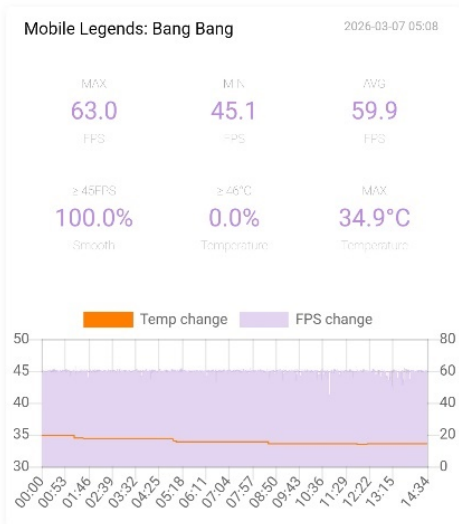 Mobile Legends: Bang Bang 2026-03-07 05:08
MAX MIN AVG
63.0 45.1 59.9
FPS FPS FPS
≥ 45FPS ≥ 46°C MAX
100.0% 0.0% 34.9°C
Smooth Temperature Temperature
Temp change FPS change
50 80
45 60
40 40
35 20
30 0
00:00 00:53 01:46 02:39 03:32 04:25 05:18 06:11 07:04 07:57 08:50 09:43 10:36 11:29 12:22 13:15 14:34